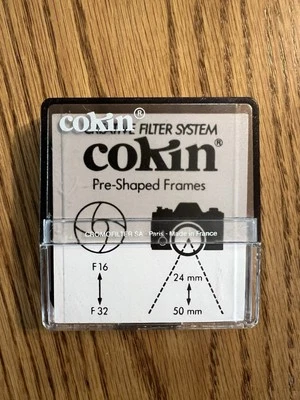 cokin®
CREATIVE FILTER SYSTEM
cokin®
Pre-Shaped Frames
CROMOFILTER SA - Paris - Made in France
F16
24 mm
F 32
50 mm